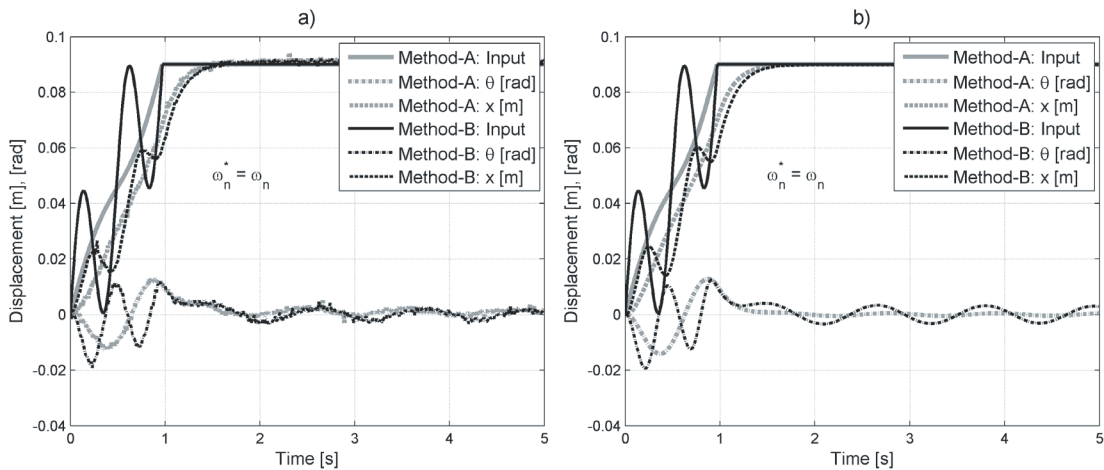 a)
0.1
0.08
0.06
0.04
0.02
0
-0.02
-0.04
Displacement [m], [rad]
0
1
2
3
4
5
Time [s]
Method-A: Input
Method-A: θ [rad]
Method-A: x [m]
Method-B: Input
Method-B: θ [rad]
Method-B: x [m]
ω*n = ωn
b)
0.1
0.08
0.06
0.04
0.02
0
-0.02
-0.04
Displacement [m], [rad]
0
1
2
3
4
5
Time [s]
Method-A: Input
Method-A: θ [rad]
Method-A: x [m]
Method-B: Input
Method-B: θ [rad]
Method-B: x [m]
ω*n = ωn